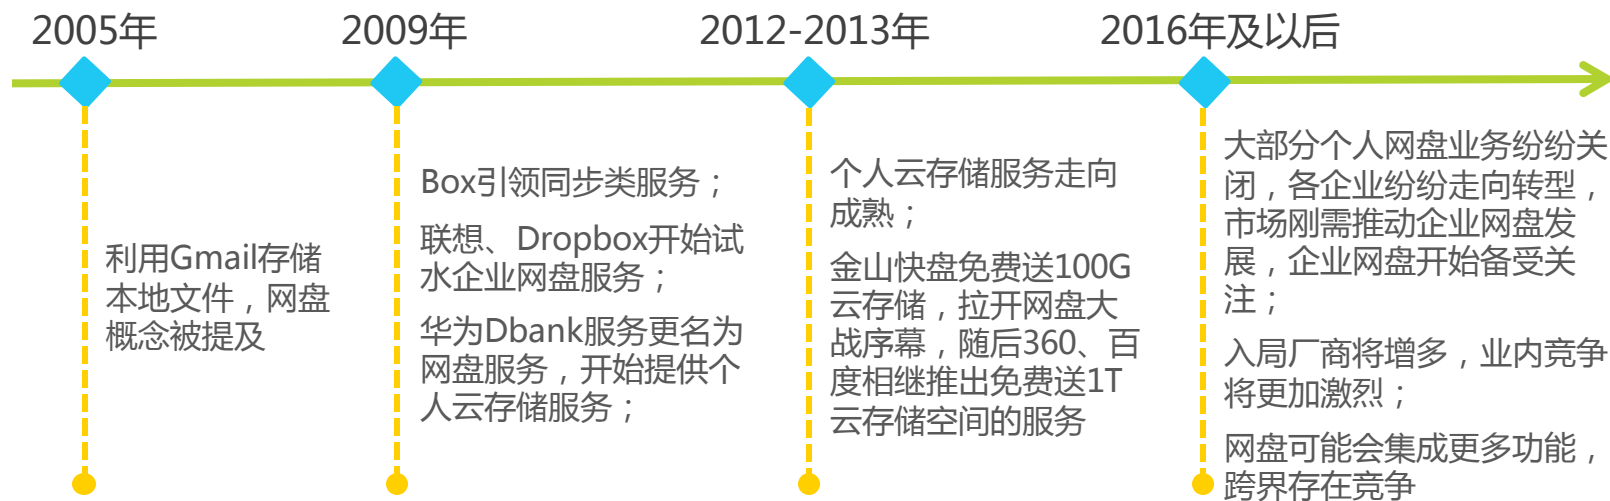 2005年
2009年
2012-2013年
2016年及以后
利用Gmail存储
本地文件，网盘
概念被提及
Box引领同步类服务；
联想、Dropbox开始试
水企业网盘服务；
华为Dbank服务更名为
网盘服务，开始提供个
人云存储服务；
个人云存储服务走向
成熟；
金山快盘免费送100G
云存储，拉开网盘大
战序幕，随后360、百
度相继推出免费送1T
云存储空间的服务
大部分个人网盘业务纷纷关
闭，各企业纷纷走向转型，
市场刚需推动企业网盘发
展，企业网盘开始备受关
注；
入局厂商将增多，业内竞争
将更加激烈；
网盘可能会集成更多功能，
跨界存在竞争